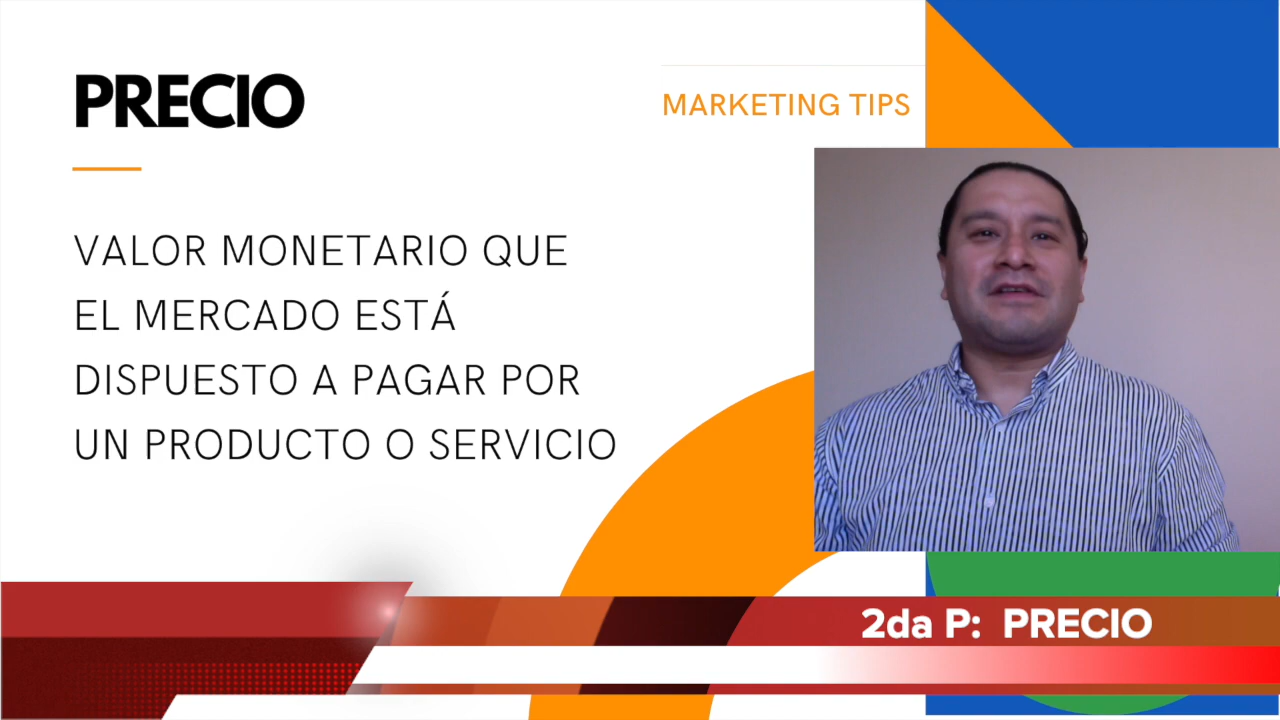 PRECIO
MARKETING TIPS
VALOR MONETARIO QUE
EL MERCADO ESTÁ
DISPUESTO A PAGAR POR
UN PRODUCTO O SERVICIO
2da P: PRECIO